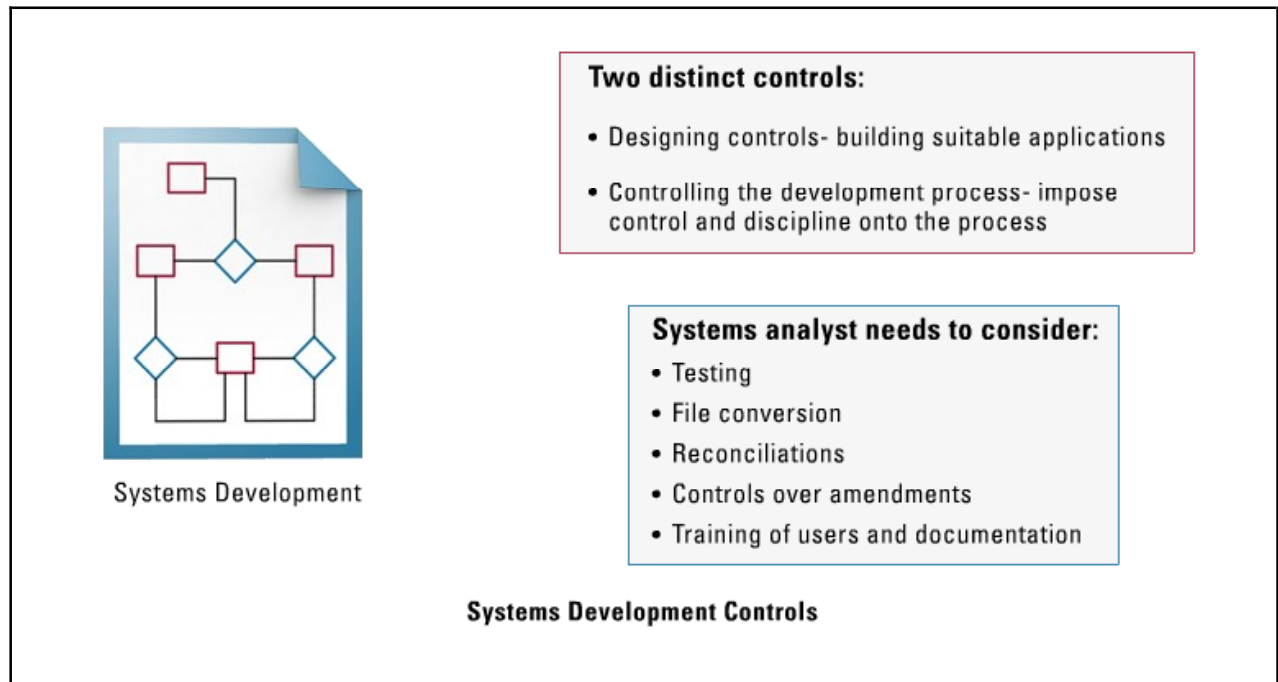 Two distinct controls:
• Designing controls- building suitable applications
• Controlling the development process- impose
control and discipline onto the process
Systems analyst needs to consider:
• Testing
• File conversion
• Reconciliations
• Controls over amendments
• Training of users and documentation
Systems Development
Systems Development Controls